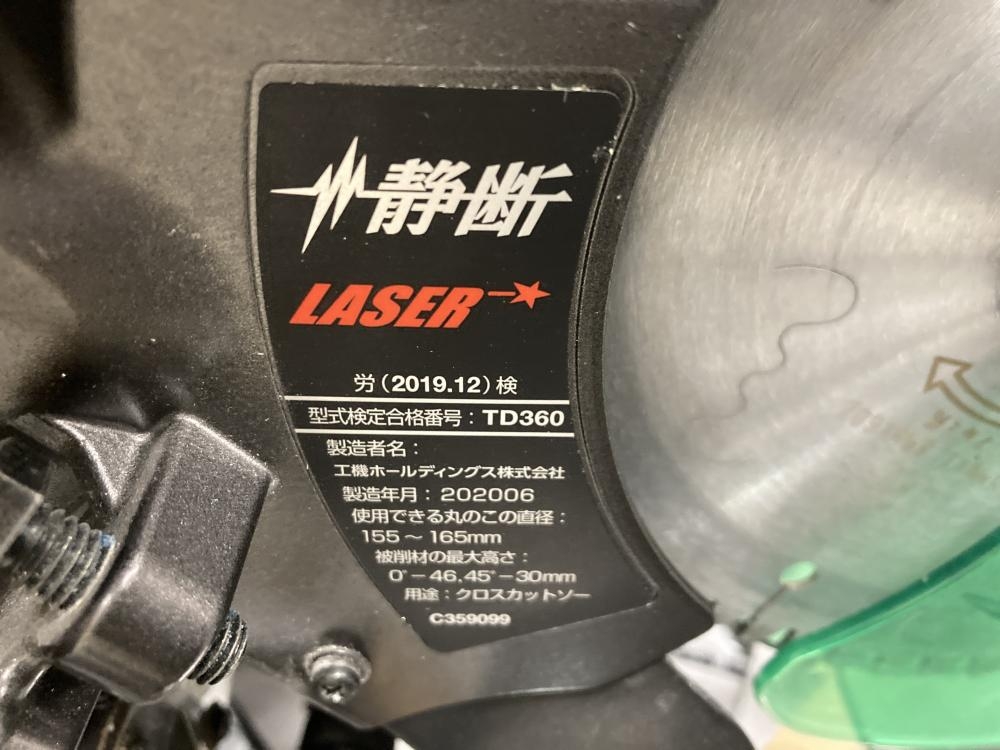 静断
LASER
労（2019.12）検
型式検定合格番号：TD360
製造者名：
工機ホールディングス株式会社
製造年月：202006
使用できる丸のこの直径：
155～165mm
被削材の最大高さ：
0°－46，45°－30mm
用途：クロスカットソー
C359099